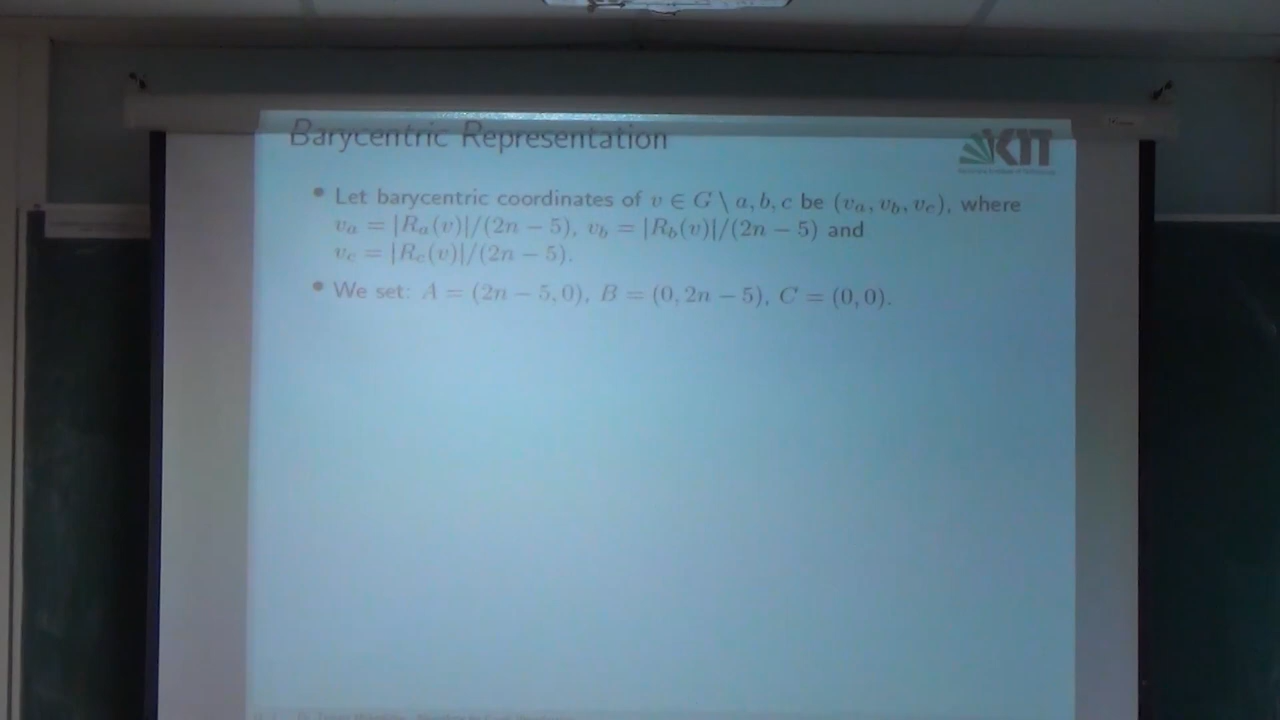 Barycentric Representation
KIT
• Let barycentric coordinates of v ∈ G \ a, b, c be (v_a, v_b, v_c), where
v_a = |R_a(v)|/(2n − 5), v_b = |R_b(v)|/(2n − 5) and
v_c = |R_c(v)|/(2n − 5).
• We set: A = (2n − 5, 0), B = (0, 2n − 5), C = (0, 0).